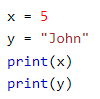 x = 5
y = "John"
print(x)
print(y)